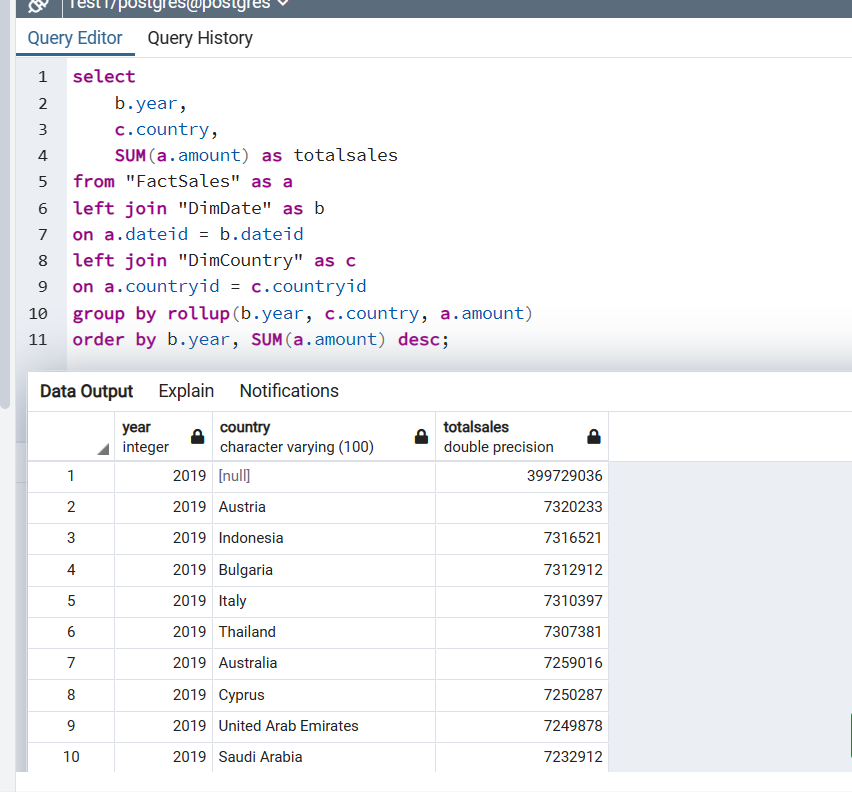 Test1/postgres@postgres
Query Editor Query History
1 select
2 b.year,
3 c.country,
4 SUM(a.amount) as totalsales
5 from "FactSales" as a
6 left join "DimDate" as b
7 on a.dateid = b.dateid
8 left join "DimCountry" as c
9 on a.countryid = c.countryid
10 group by rollup(b.year, c.country, a.amount)
11 order by b.year, SUM(a.amount) desc;
Data Output Explain Notifications
year country totalsales
integer character varying (100) double precision
1 2019 [null] 399729036
2 2019 Austria 7320233
3 2019 Indonesia 7316521
4 2019 Bulgaria 7312912
5 2019 Italy 7310397
6 2019 Thailand 7307381
7 2019 Australia 7259016
8 2019 Cyprus 7250287
9 2019 United Arab Emirates 7249878
10 2019 Saudi Arabia 7232912